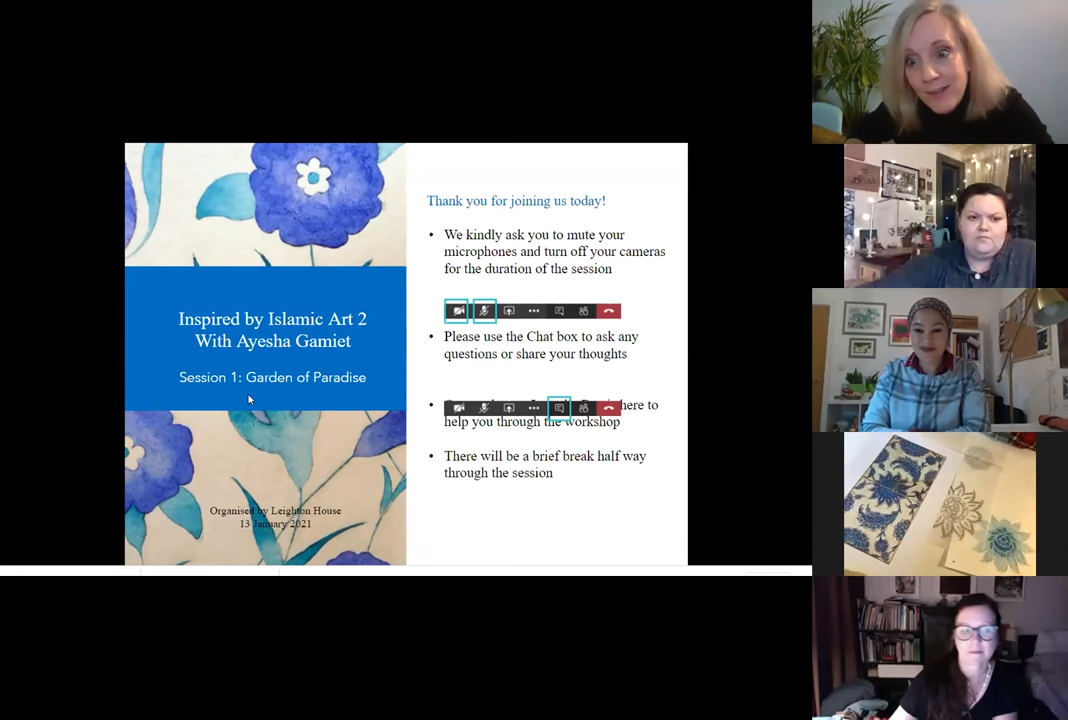 Inspired by Islamic Art 2
With Ayesha Gamiet
Session 1: Garden of Paradise
Organised by Leighton House
13 January 2021
Thank you for joining us today!
• We kindly ask you to mute your
microphones and turn off your cameras
for the duration of the session
• Please use the Chat box to ask any
questions or share your thoughts
• here to
help you through the workshop
• There will be a brief break half way
through the session